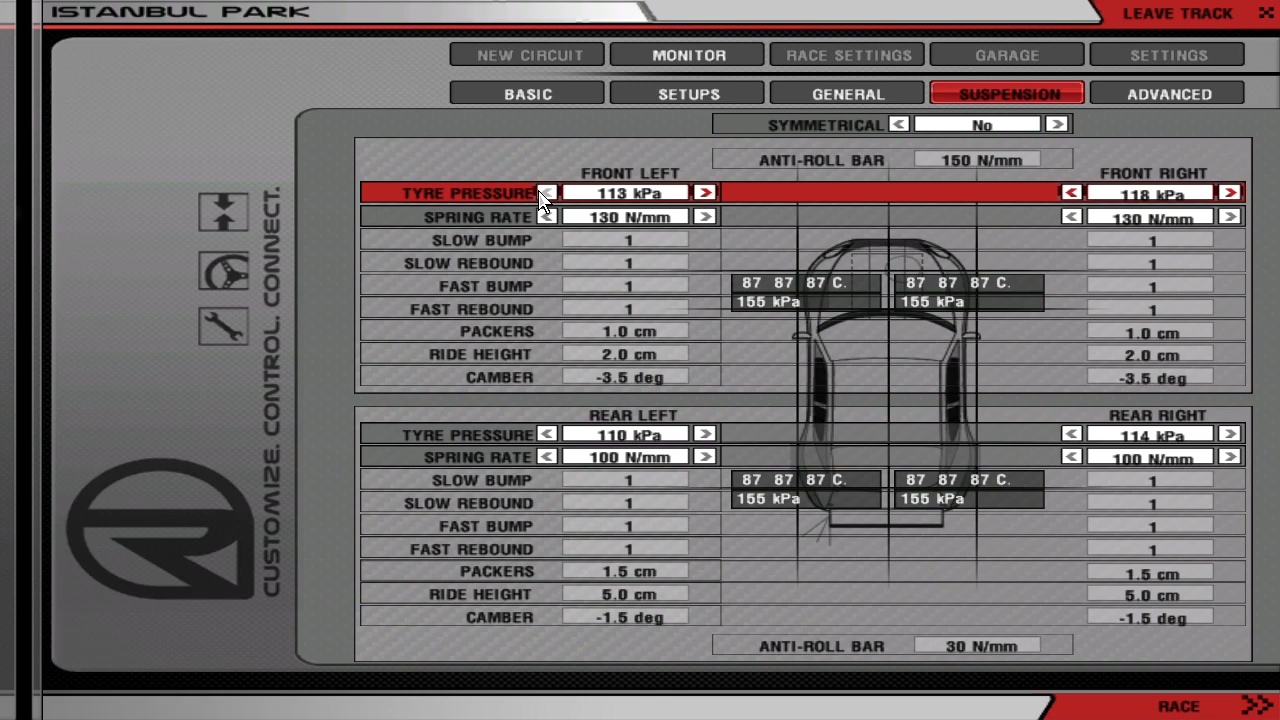 ISTANBUL PARK LEAVE TRACK
NEW CIRCUIT MONITOR RACE SETTINGS GARAGE SETTINGS
BASIC SETUPS GENERAL SUSPENSION ADVANCED
SYMMETRICAL < No >
ANTI-ROLL BAR 150 N/mm
FRONT LEFT FRONT RIGHT
TYRE PRESSURE < 113 kPa > < 118 kPa >
SPRING RATE < 130 N/mm > < 130 N/mm >
SLOW BUMP 1 1
SLOW REBOUND 1 1
FAST BUMP 1 87 87 87 C. 87 87 87 C. 1
FAST REBOUND 1 155 kPa 155 kPa 1
PACKERS 1.0 cm 1.0 cm
RIDE HEIGHT 2.0 cm 2.0 cm
CAMBER -3.5 deg -3.5 deg
REAR LEFT REAR RIGHT
TYRE PRESSURE < 110 kPa > < 114 kPa >
SPRING RATE < 100 N/mm > < 100 N/mm >
SLOW BUMP 1 87 87 87 C. 87 87 87 C. 1
SLOW REBOUND 1 155 kPa 155 kPa 1
FAST BUMP 1 1
FAST REBOUND 1 1
PACKERS 1.5 cm 1.5 cm
RIDE HEIGHT 5.0 cm 5.0 cm
CAMBER -1.5 deg -1.5 deg
ANTI-ROLL BAR 30 N/mm
CUSTOMIZE. CONTROL. CONNECT.
RACE >>